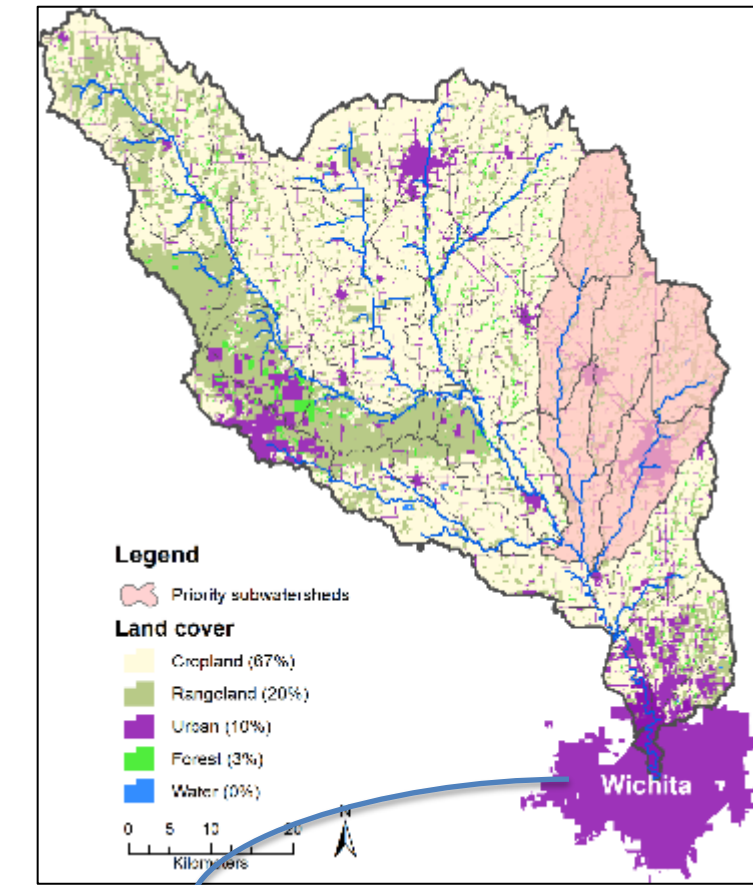 Legend
Priority subwatersheds
Land cover
Cropland (67%)
Rangeland (20%)
Urban (10%)
Forest (3%)
Water (0%)
Wichita
N
0 5 10 20
Kilometers